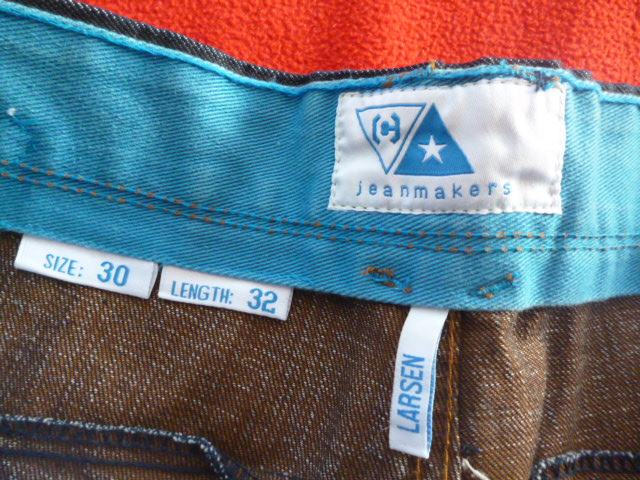 [C]
jeanmakers
SIZE: 30
LENGTH: 32
LARSEN